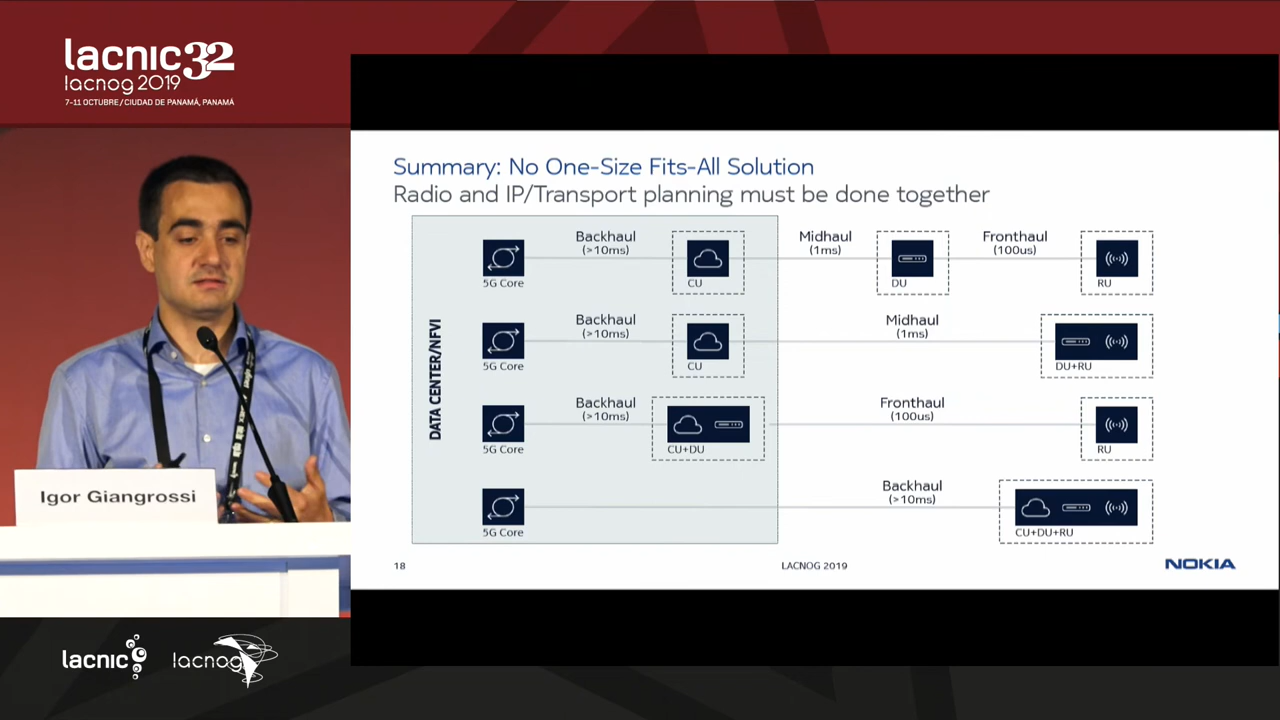 lacnic32
lacnog 2019
7-11 OCTUBRE / CIUDAD DE PANAMÁ, PANAMÁ
Summary: No One-Size Fits-All Solution
Radio and IP/Transport planning must be done together
DATA CENTER/NFVI
Backhaul
(>10ms)
Midhaul
(1ms)
Fronthaul
(100us)
5G Core
CU
DU
RU
Backhaul
(>10ms)
Midhaul
(1ms)
5G Core
CU
DU+RU
Backhaul
(>10ms)
Fronthaul
(100us)
5G Core
CU+DU
RU
Backhaul
(>10ms)
5G Core
CU+DU+RU
18
LACNOG 2019
NOKIA
Igor Giangrossi
lacnic
lacnog